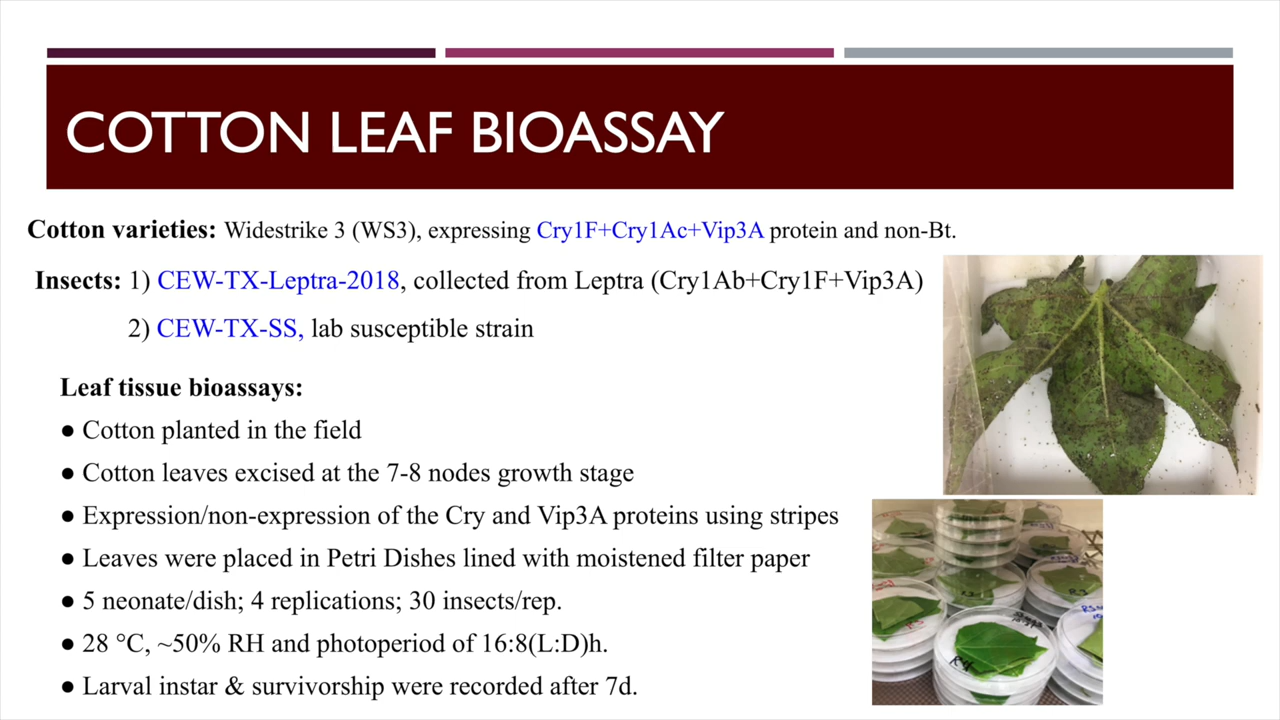 COTTON LEAF BIOASSAY
Cotton varieties: Widestrike 3 (WS3), expressing Cry1F+Cry1Ac+Vip3A protein and non-Bt.
Insects: 1) CEW-TX-Leptra-2018, collected from Leptra (Cry1Ab+Cry1F+Vip3A)
2) CEW-TX-SS, lab susceptible strain
Leaf tissue bioassays:
● Cotton planted in the field
● Cotton leaves excised at the 7-8 nodes growth stage
● Expression/non-expression of the Cry and Vip3A proteins using stripes
● Leaves were placed in Petri Dishes lined with moistened filter paper
● 5 neonate/dish; 4 replications; 30 insects/rep.
● 28 °C, ~50% RH and photoperiod of 16:8(L:D)h.
● Larval instar & survivorship were recorded after 7d.
R4